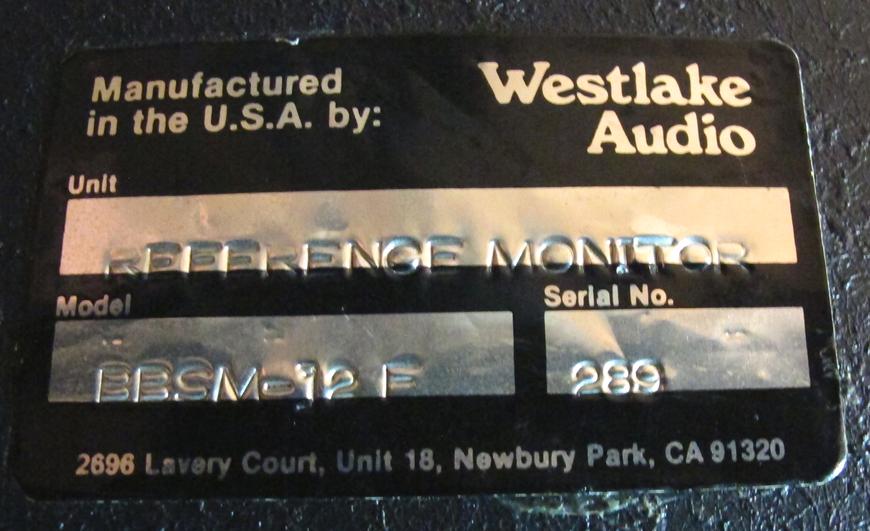 Manufactured
in the U.S.A. by:
Westlake
Audio
Unit
REFERENCE MONITOR
Model
BBSM-12 F
Serial No.
289
2696 Lavery Court, Unit 18, Newbury Park, CA 91320